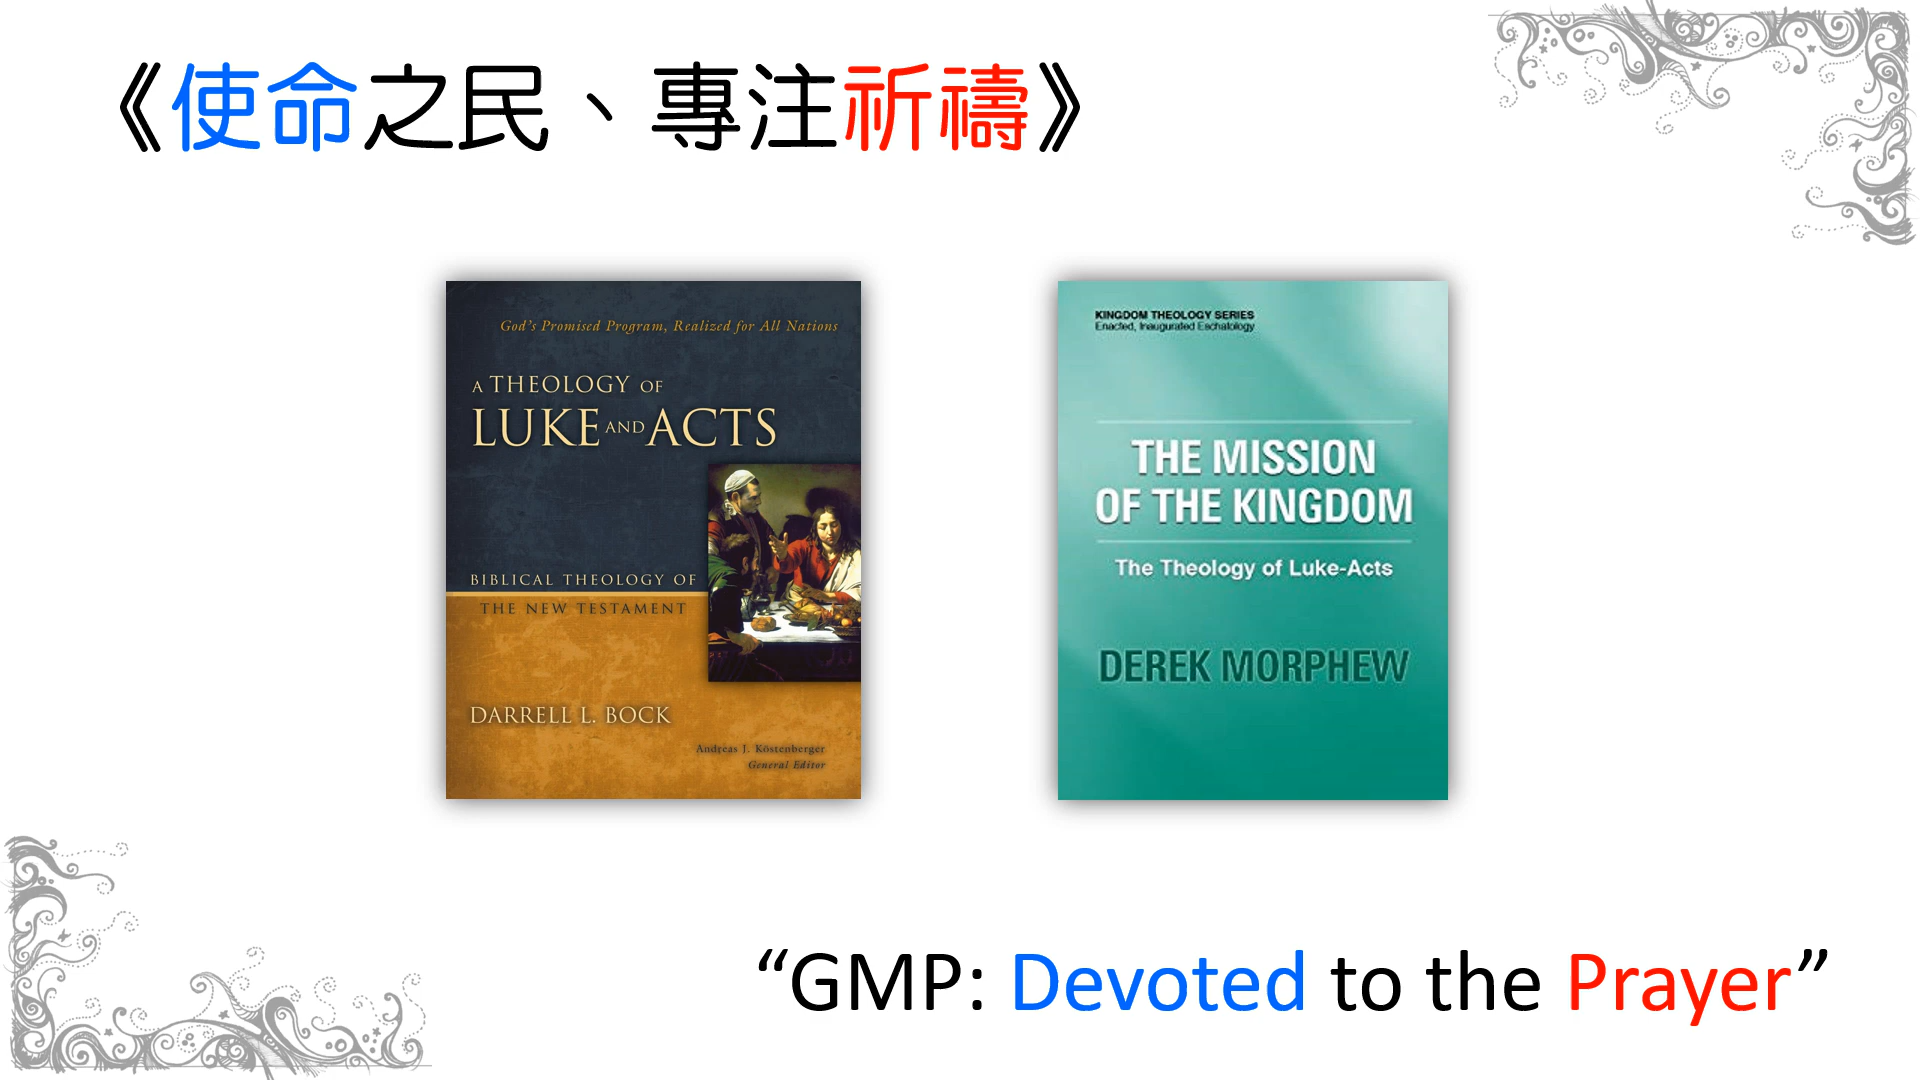 《使命之民、專注祈禱》
God's Promised Program, Realized for All Nations
A THEOLOGY OF
LUKE AND ACTS
BIBLICAL THEOLOGY OF
THE NEW TESTAMENT
DARRELL L. BOCK
Andreas J. Köstenberger
General Editor
KINGDOM THEOLOGY SERIES
Enacted, Inaugurated Eschatology
THE MISSION
OF THE KINGDOM
The Theology of Luke-Acts
DEREK MORPHEW
“GMP: Devoted to the Prayer”